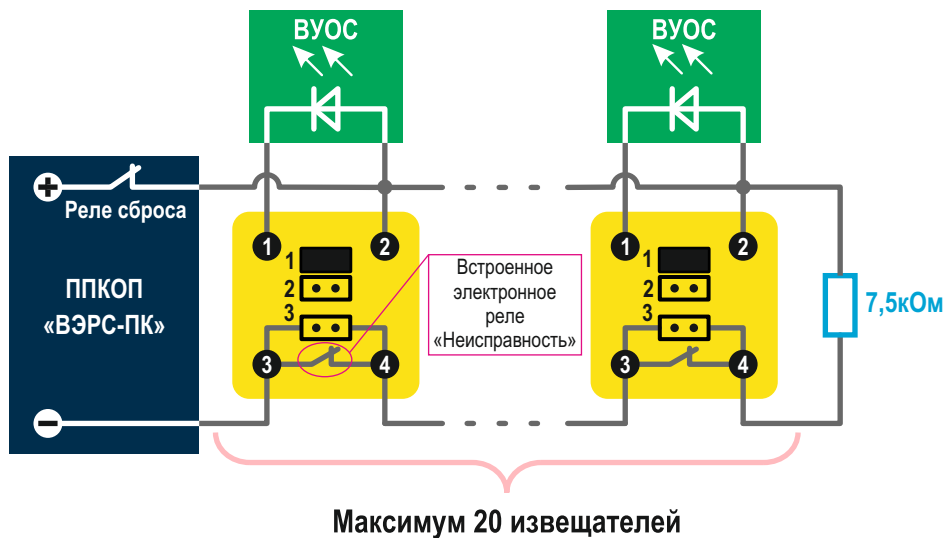 ВУОС
ВУОС
+
Реле сброса
ППКОП
«ВЭРС-ПК»
−
1
2
1
2
3
3
4
Встроенное
электронное
реле
«Неисправность»
1
2
1
2
3
3
4
7,5кОм
Максимум 20 извещателей